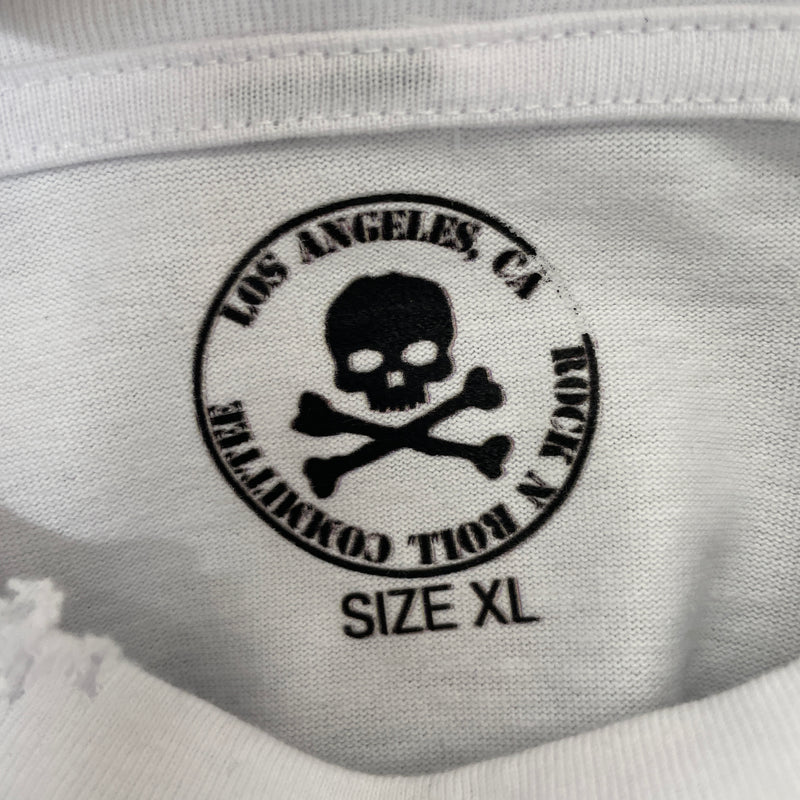 LOS ANGELES, CA
ROCK N ROLL COMMITTEE
SIZE XL